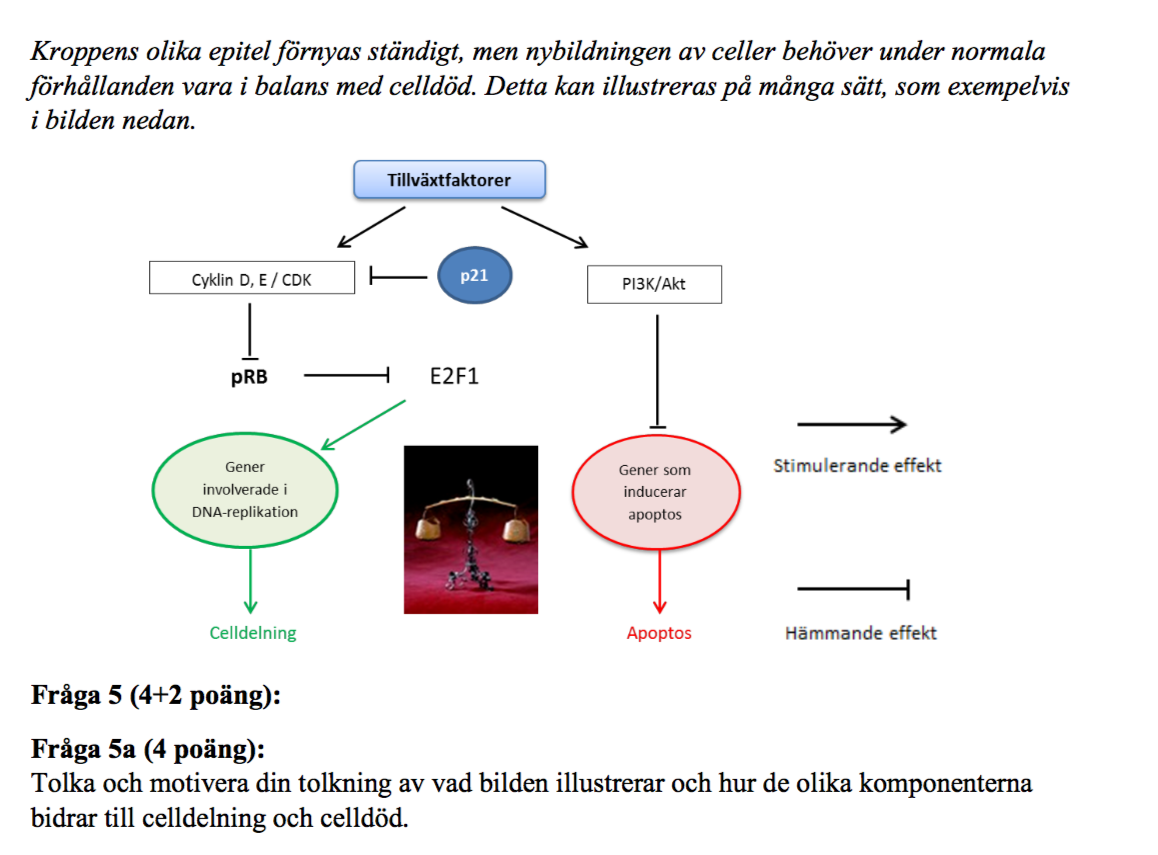 Kroppens olika epitel förnyas ständigt, men nybildningen av celler behöver under normala
förhållanden vara i balans med celldöd. Detta kan illustreras på många sätt, som exempelvis
i bilden nedan.
Tillväxtfaktorer
Cyklin D, E / CDK
p21
PI3K/Akt
pRB
E2F1
Gener
involverade i
DNA-replikation
Gener som
inducerar
apoptos
Stimulerande effekt
Celldelning
Apoptos
Hämmande effekt
Fråga 5 (4+2 poäng):
Fråga 5a (4 poäng):
Tolka och motivera din tolkning av vad bilden illustrerar och hur de olika komponenterna
bidrar till celldelning och celldöd.